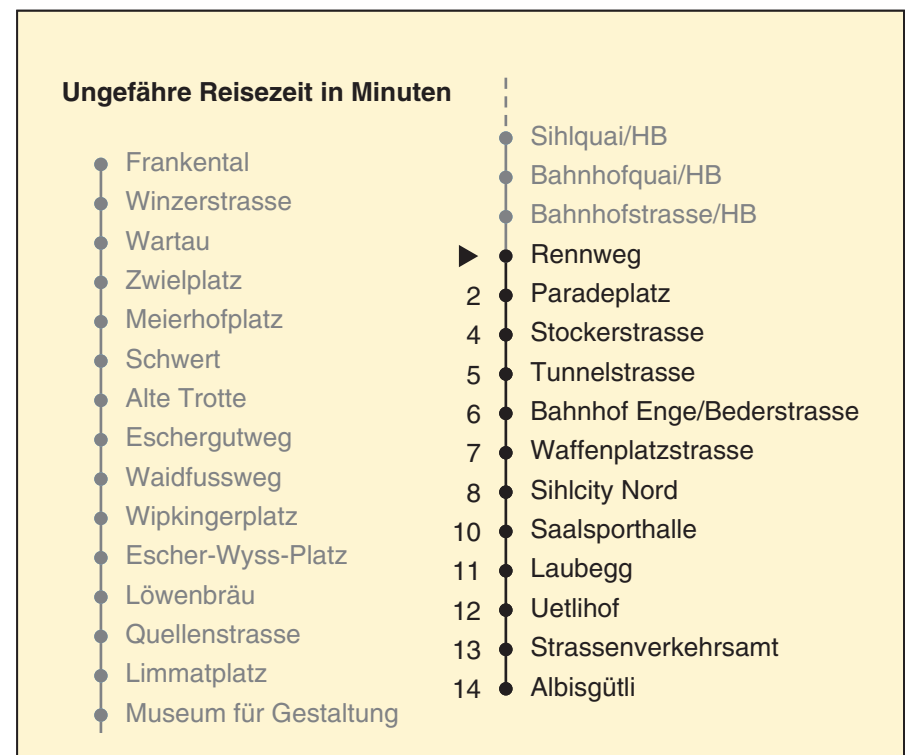 Ungefähre Reisezeit in Minuten
Frankental
Winzerstrasse
Wartau
Zwielplatz
Meierhofplatz
Schwert
Alte Trotte
Eschergutweg
Waidfussweg
Wipkingerplatz
Escher-Wyss-Platz
Löwenbräu
Quellenstrasse
Limmatplatz
Museum für Gestaltung
Sihlquai/HB
Bahnhofquai/HB
Bahnhofstrasse/HB
Rennweg
2 Paradeplatz
4 Stockerstrasse
5 Tunnelstrasse
6 Bahnhof Enge/Bederstrasse
7 Waffenplatzstrasse
8 Sihlcity Nord
10 Saalsporthalle
11 Laubegg
12 Uetlihof
13 Strassenverkehrsamt
14 Albisgütli